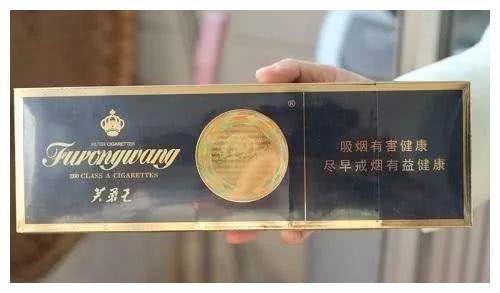 FILTER CIGARETTES
Furongwang
200 CLASS A CIGARETTES
芙蓉王
®
吸烟有害健康
尽早戒烟有益健康